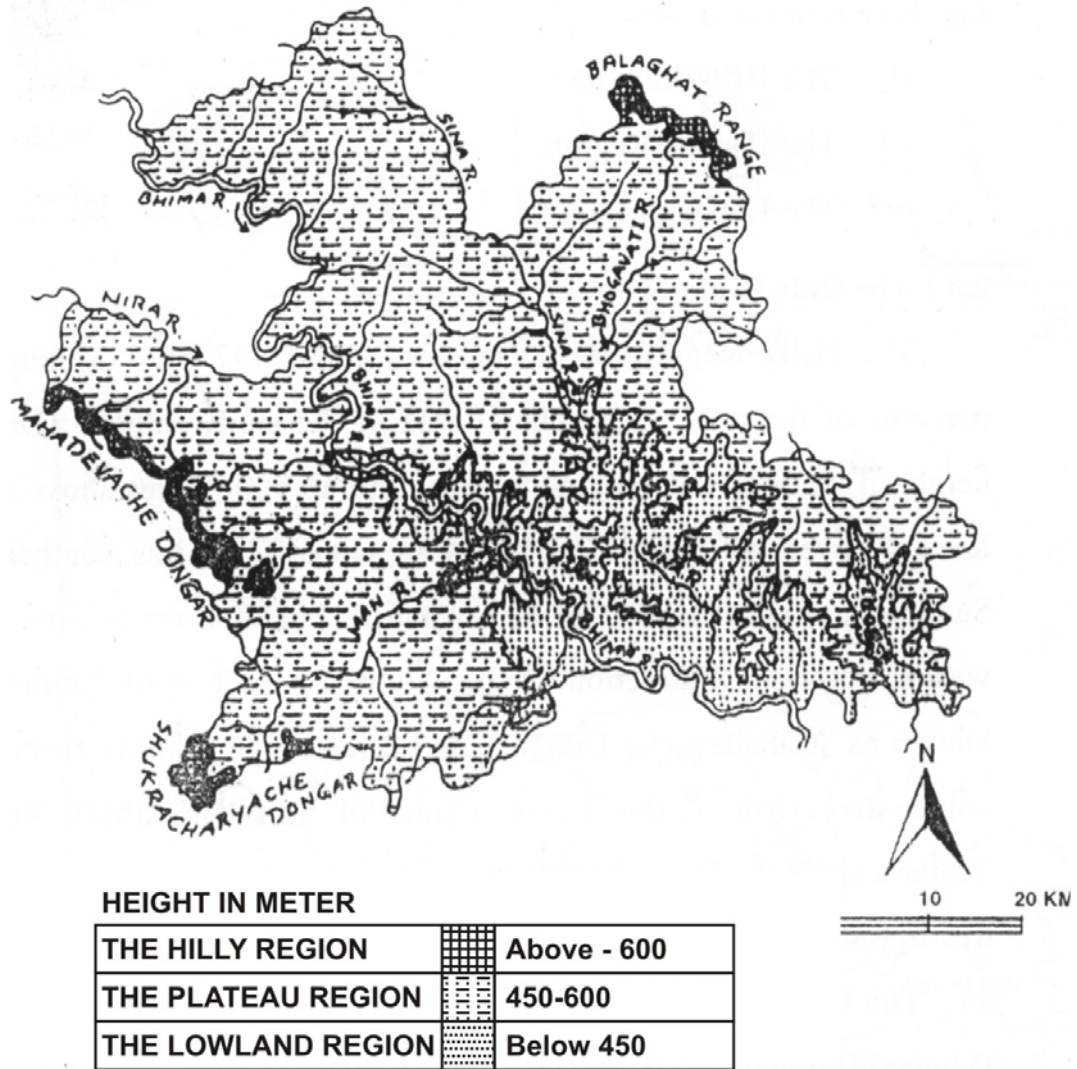 BALAGHAT RANGE
SINA R.
BHIMA R.
BHOGAVATI R.
NIRA R.
SINA R.
BHIMA R.
MAHADEVACHE DONGAR
SINA R.
MAN R.
BHIMA R.
SHUKRACHARYACHE
DONGAR
N
HEIGHT IN METER
10 20 KM
THE HILLY REGION Above - 600
THE PLATEAU REGION 450-600
THE LOWLAND REGION Below 450